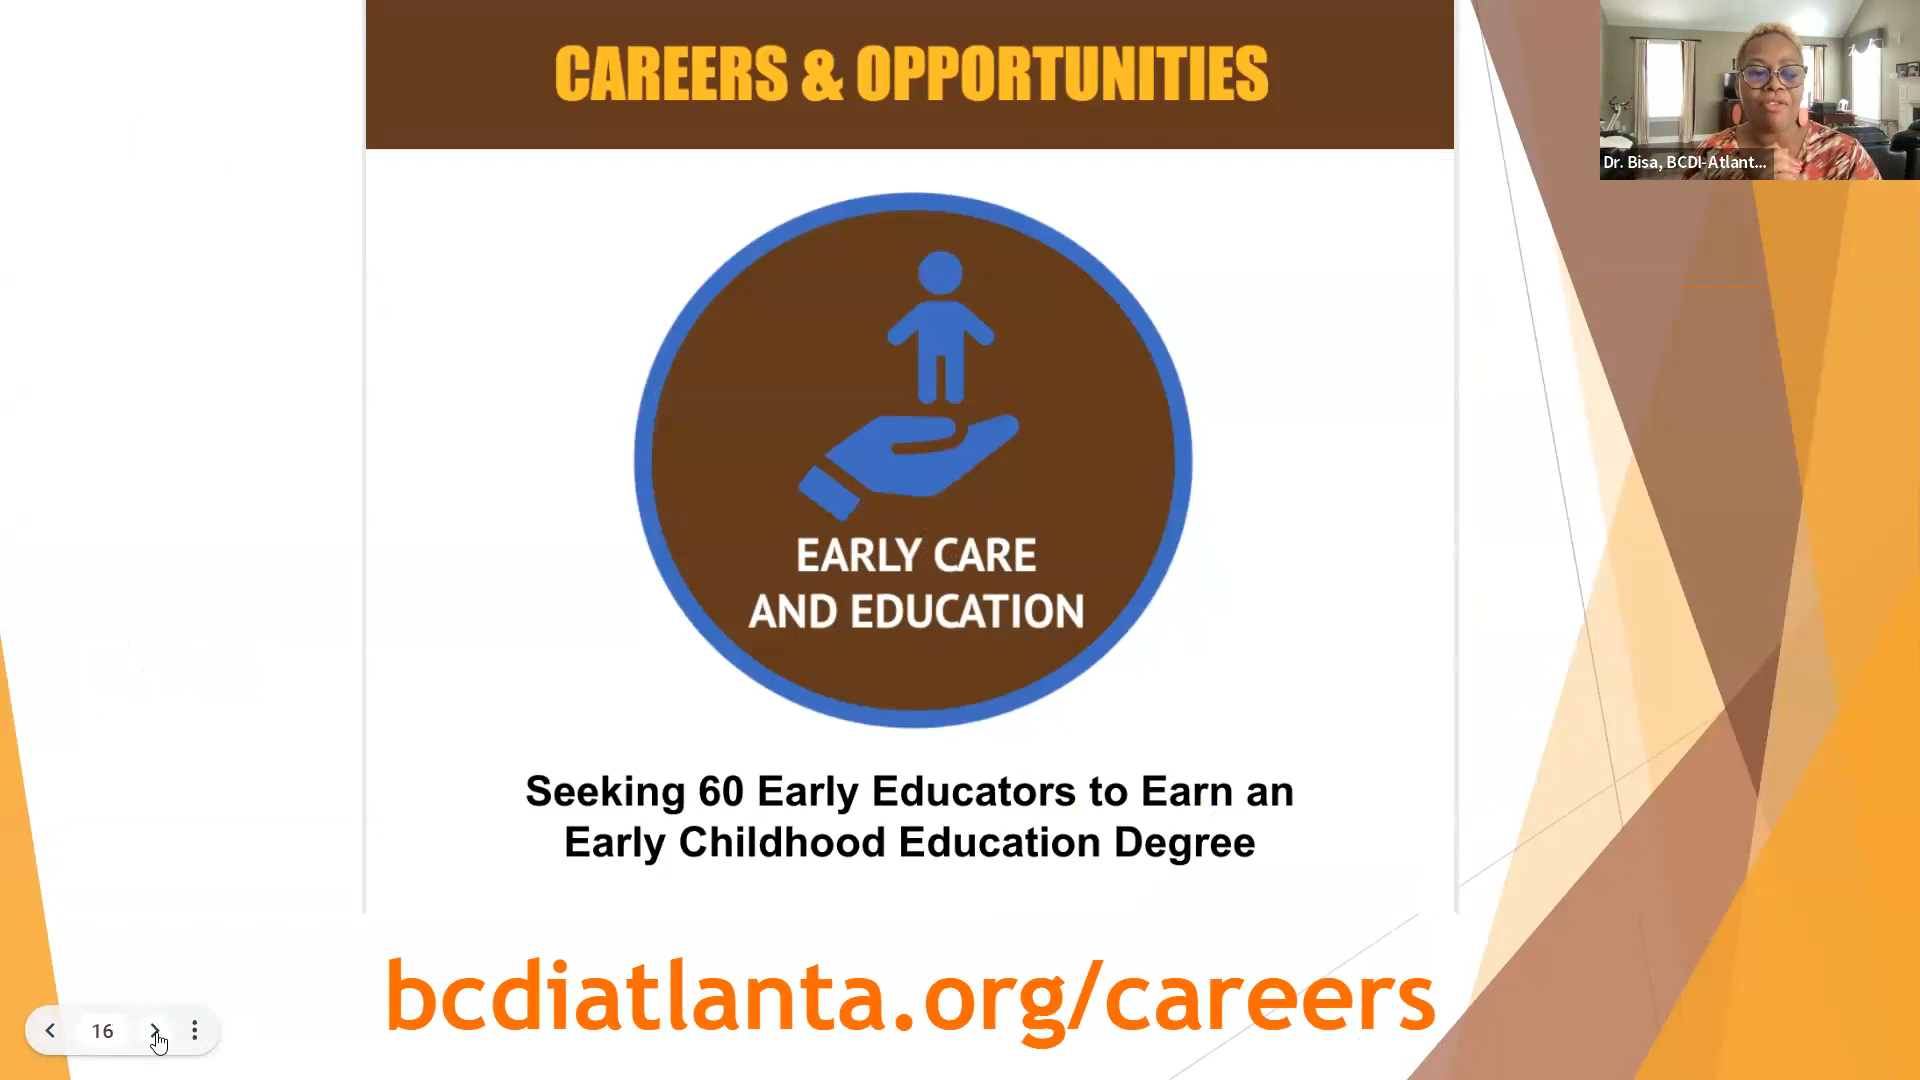 CAREERS & OPPORTUNITIES
Dr. Bisa, BCDI-Atlant...
EARLY CARE
AND EDUCATION
Seeking 60 Early Educators to Earn an
Early Childhood Education Degree
bcdiatlanta.org/careers
16